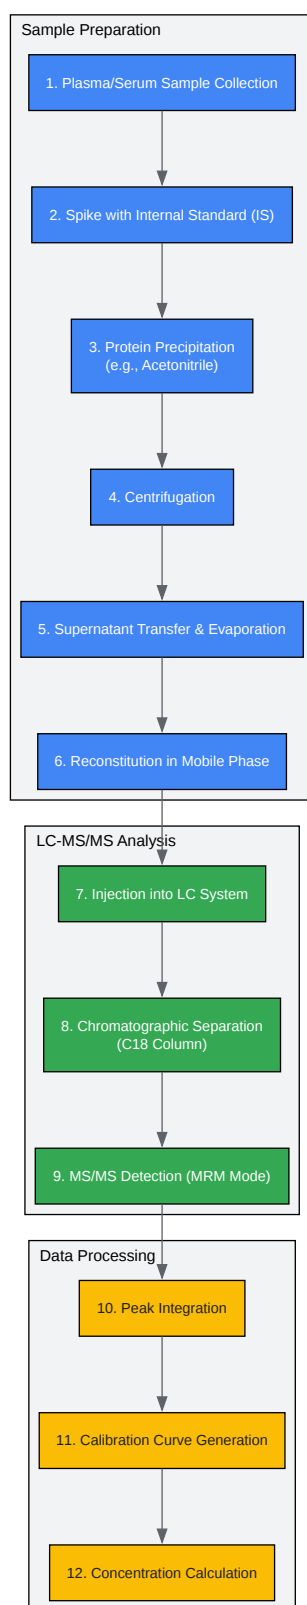 Sample Preparation
1. Plasma/Serum Sample Collection
2. Spike with Internal Standard (IS)
3. Protein Precipitation
(e.g., Acetonitrile)
4. Centrifugation
5. Supernatant Transfer & Evaporation
6. Reconstitution in Mobile Phase
LC-MS/MS Analysis
7. Injection into LC System
8. Chromatographic Separation
(C18 Column)
9. MS/MS Detection (MRM Mode)
Data Processing
10. Peak Integration
11. Calibration Curve Generation
12. Concentration Calculation